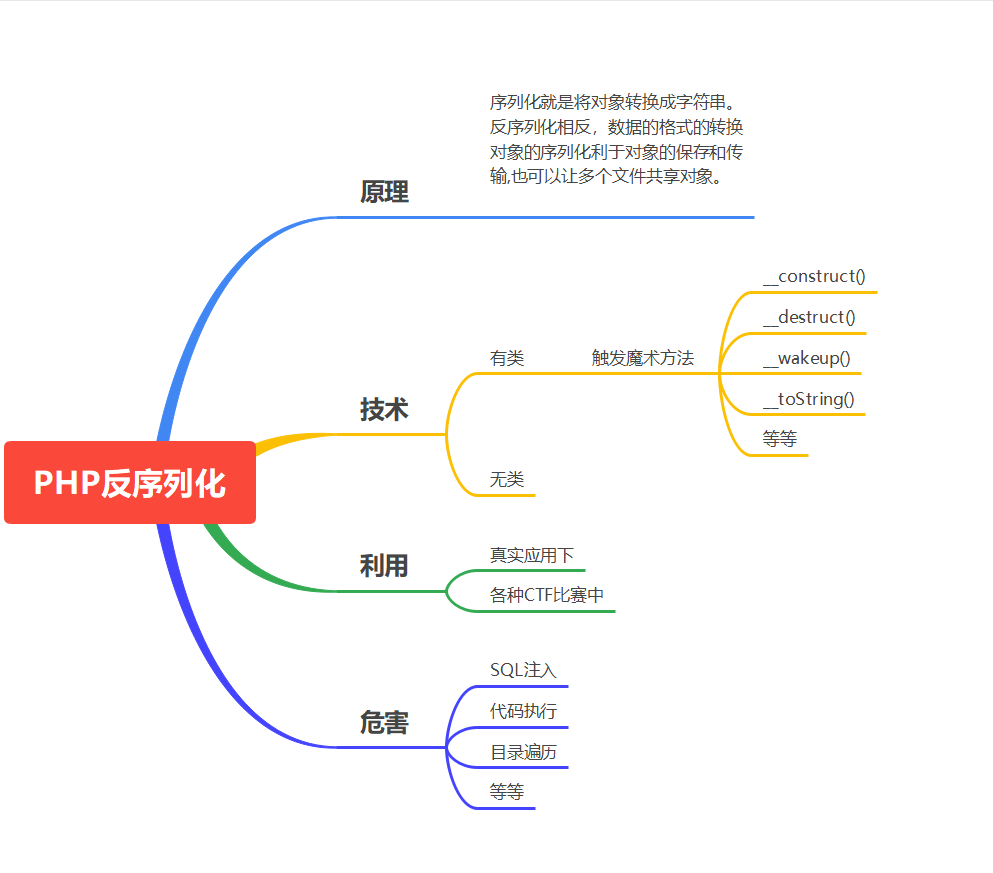 PHP反序列化
原理
序列化就是将对象转换成字符串。
反序列化相反，数据的格式的转换
对象的序列化利于对象的保存和传
输,也可以让多个文件共享对象。
技术
有类
触发魔术方法
__construct()
__destruct()
__wakeup()
__toString()
等等
无类
利用
真实应用下
各种CTF比赛中
危害
SQL注入
代码执行
目录遍历
等等